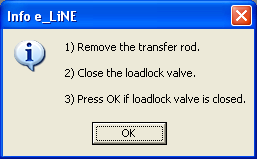 Info e_LiNE
1) Remove the transfer rod.
2) Close the loadlock valve.
3) Press OK if loadlock valve is closed.
OK